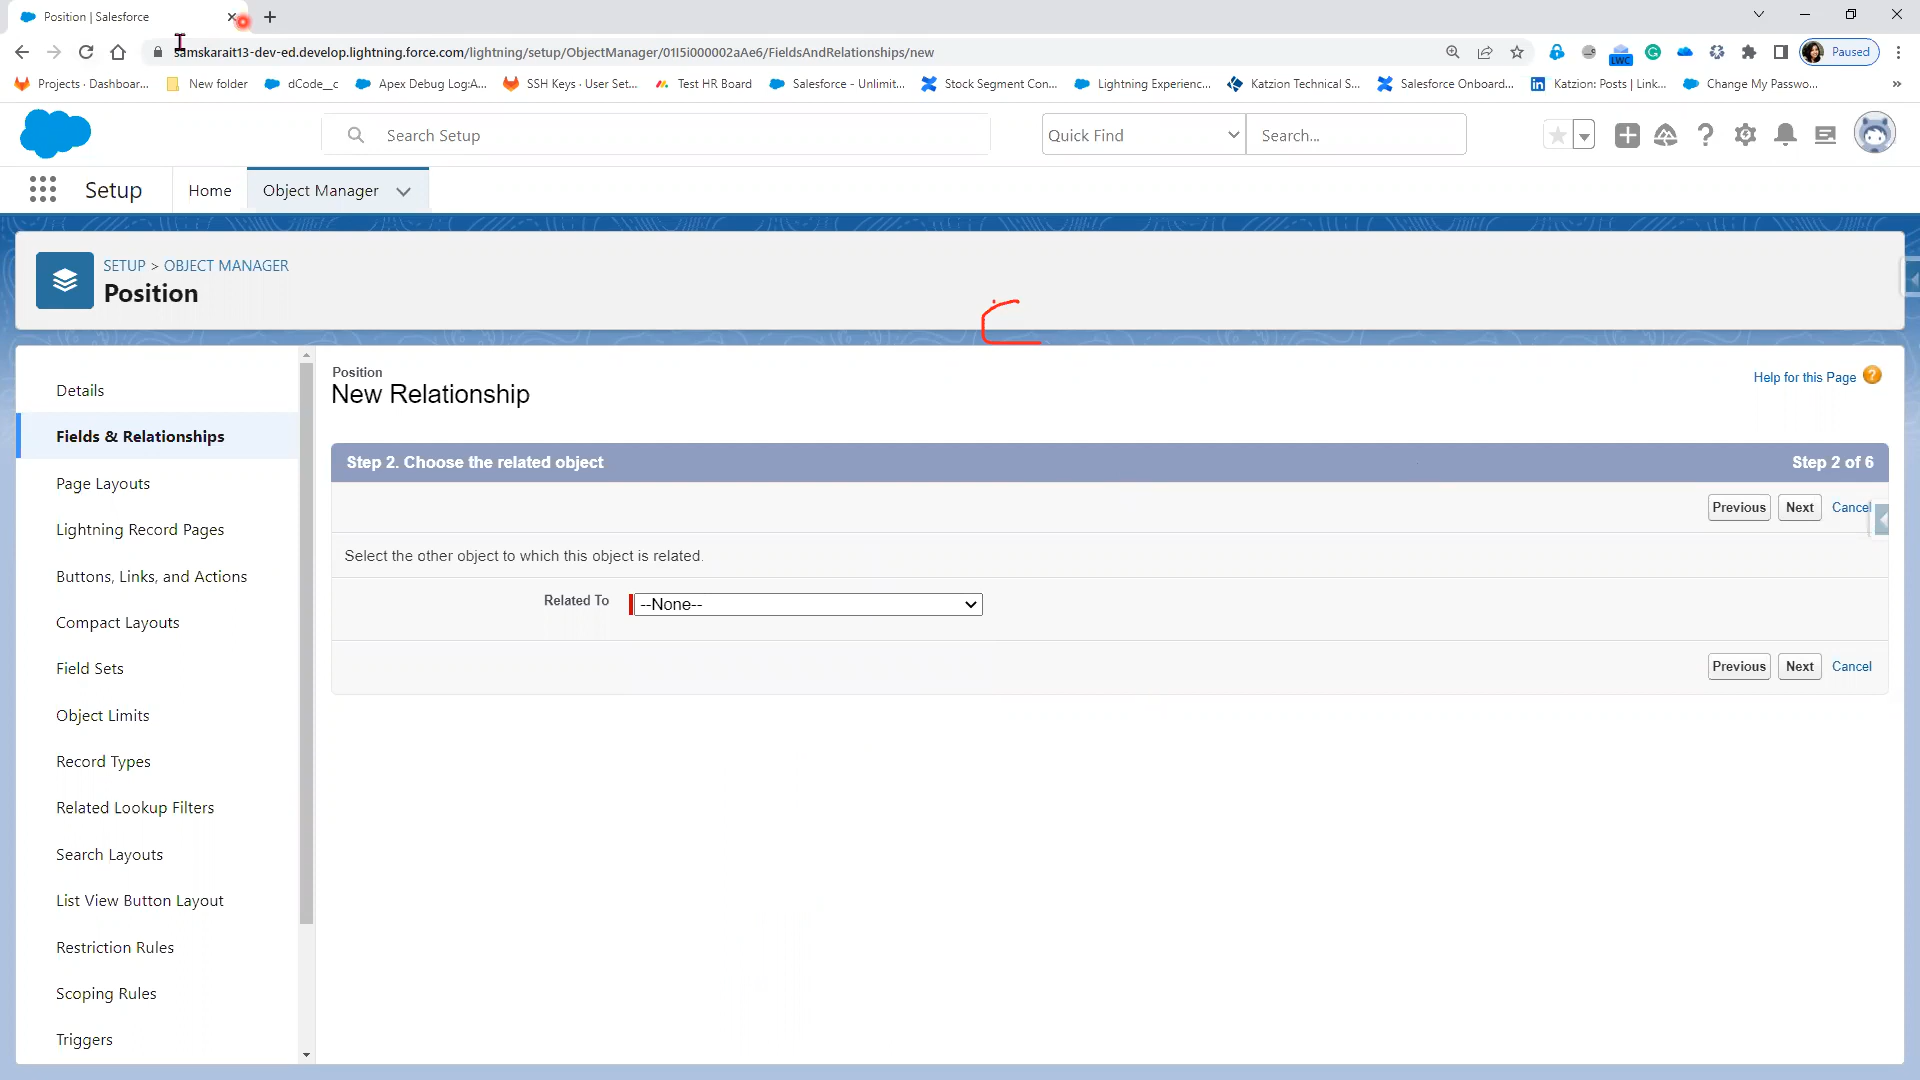 Position | Salesforce
samskarait13-dev-ed.develop.lightning.force.com/lightning/setup/ObjectManager/01I5i000002aAe6/FieldsAndRelationships/new
Paused
Projects · Dashboar... New folder dCode__c Apex Debug Log:A... SSH Keys · User Set... Test HR Board Salesforce - Unlimit... Stock Segment Con... Lightning Experienc... Katzion Technical S... Salesforce Onboard... Katzion: Posts | Link... Change My Passwo... »
LWC
Search Setup
Quick Find
Search...
Setup
Home
Object Manager
SETUP > OBJECT MANAGER
Position
Details
Fields & Relationships
Page Layouts
Lightning Record Pages
Buttons, Links, and Actions
Compact Layouts
Field Sets
Object Limits
Record Types
Related Lookup Filters
Search Layouts
List View Button Layout
Restriction Rules
Scoping Rules
Triggers
Position
New Relationship
Help for this Page ?
Step 2. Choose the related object
Step 2 of 6
Previous Next Cancel
Select the other object to which this object is related.
Related To
--None--
Previous Next Cancel